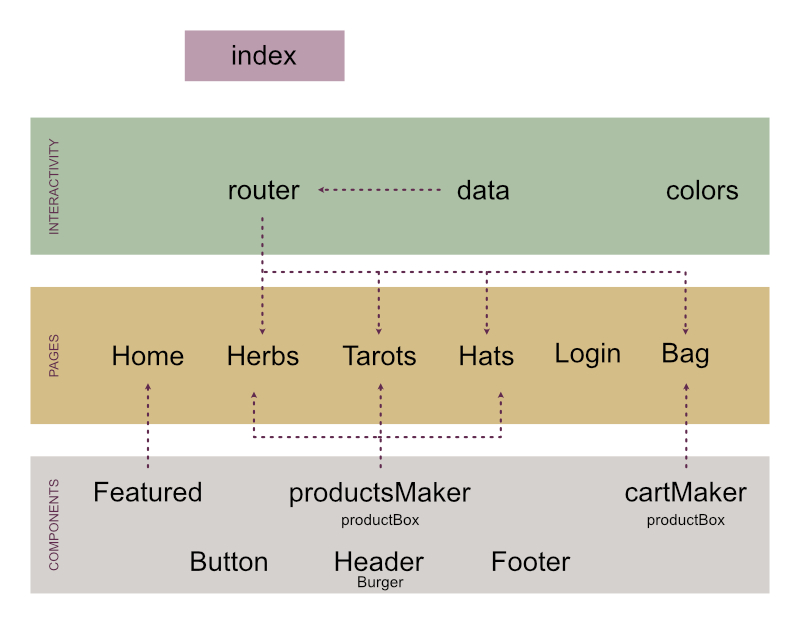 index
INTERACTIVITY
router
data
colors
PAGES
Home
Herbs
Tarots
Hats
Login
Bag
COMPONENTS
Featured
productsMaker
productBox
cartMaker
productBox
Button
Header
Burger
Footer